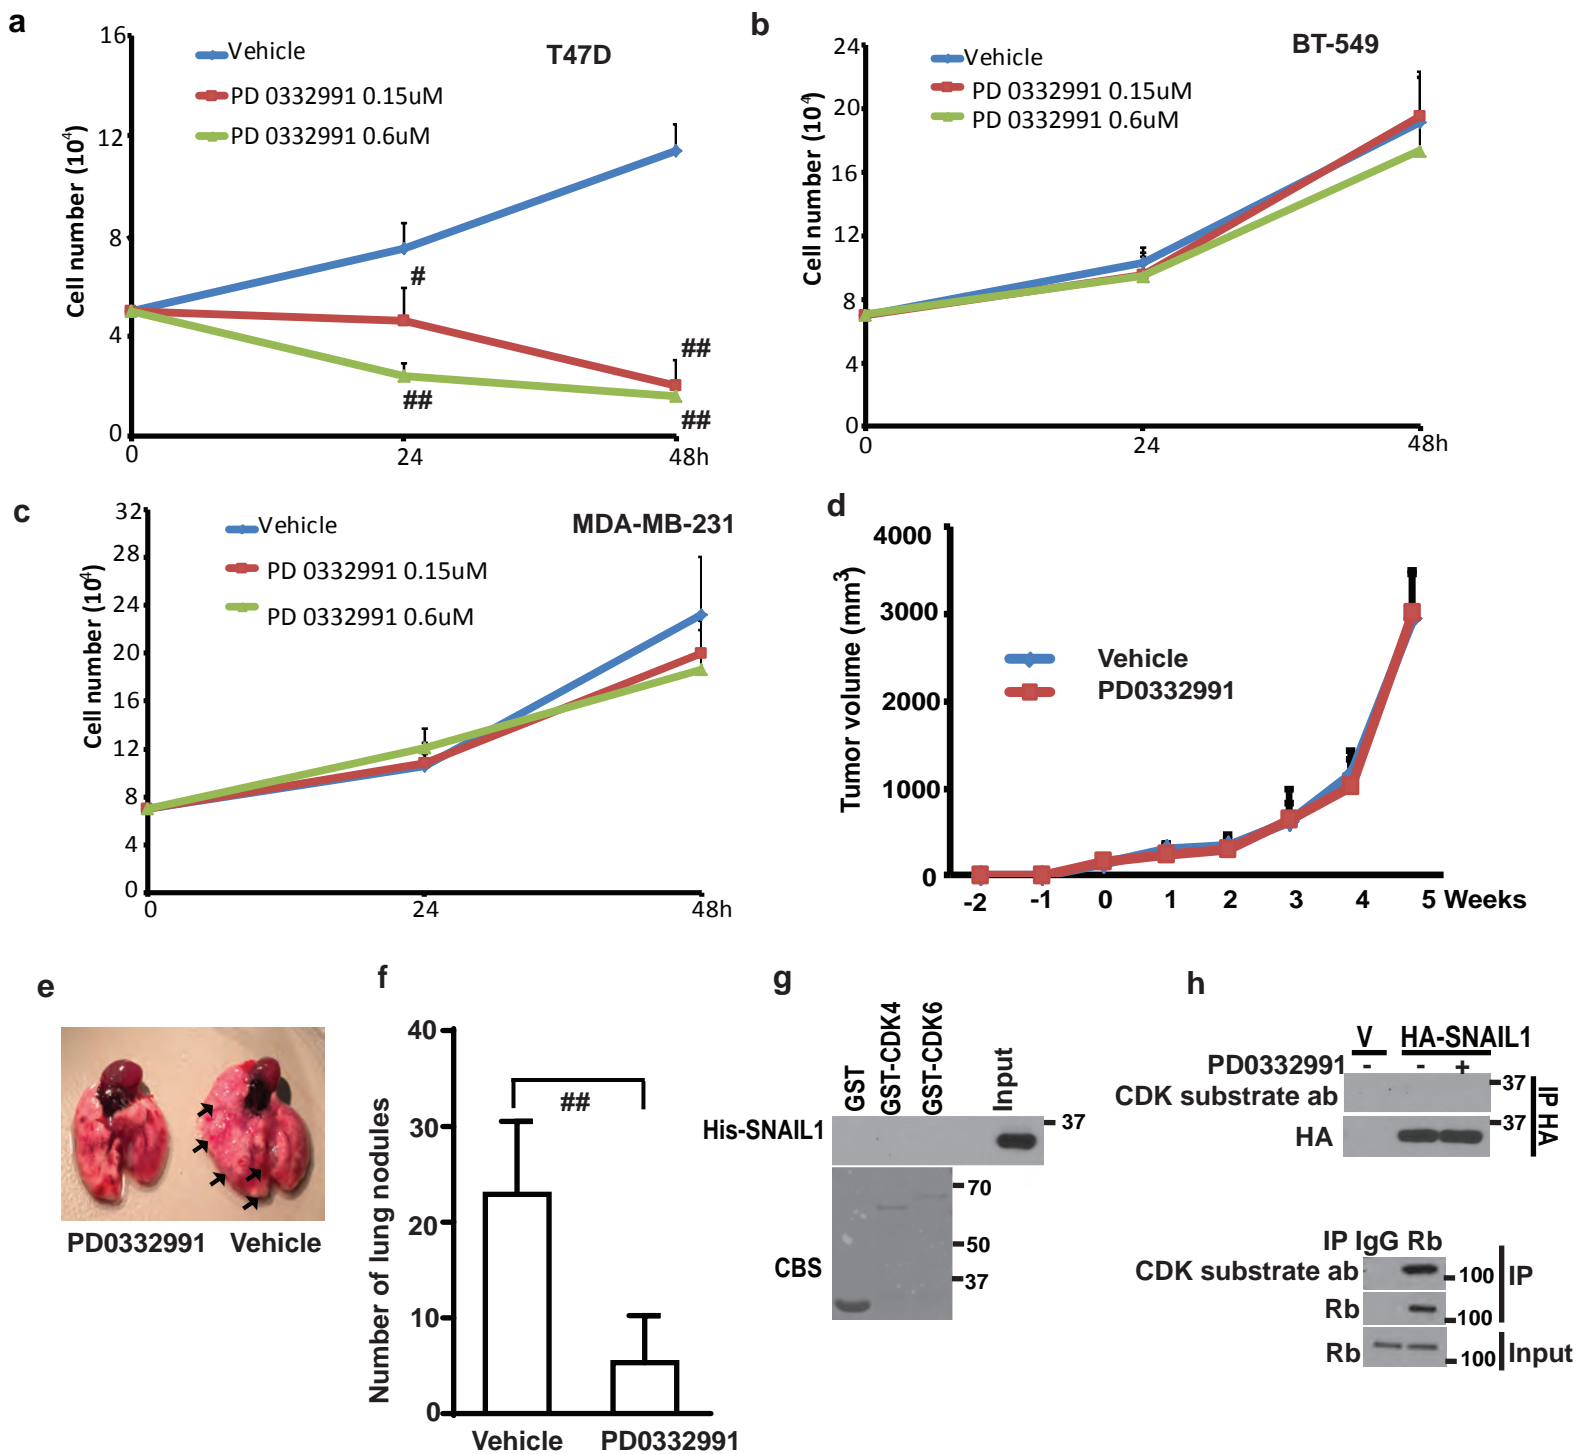 a
T47D
Vehicle
PD 0332991 0.15uM
PD 0332991 0.6uM
Cell number (10⁴)
16
12
8
4
0
#
##
##
##
0 24 48h
b
BT-549
Vehicle
PD 0332991 0.15uM
PD 0332991 0.6uM
Cell number (10⁴)
24
20
16
12
8
4
0
0 24 48h
c
MDA-MB-231
Vehicle
PD 0332991 0.15uM
PD 0332991 0.6uM
Cell number (10⁴)
32
28
24
20
16
12
8
4
0
0 24 48h
d
Vehicle
PD0332991
Tumor volume (mm³)
4000
3000
2000
1000
0
-2 -1 0 1 2 3 4 5 Weeks
e
PD0332991 Vehicle
f
Number of lung nodules
40
30
20
10
0
##
Vehicle PD0332991
g
GST
GST-CDK4
GST-CDK6
Input
His-SNAIL1
37
CBS
70
50
37
h
V HA-SNAIL1
PD0332991 - - +
CDK substrate ab
37
HA
37
IP HA
IP IgG Rb
CDK substrate ab
100
IP
Rb
100
Rb
100
Input